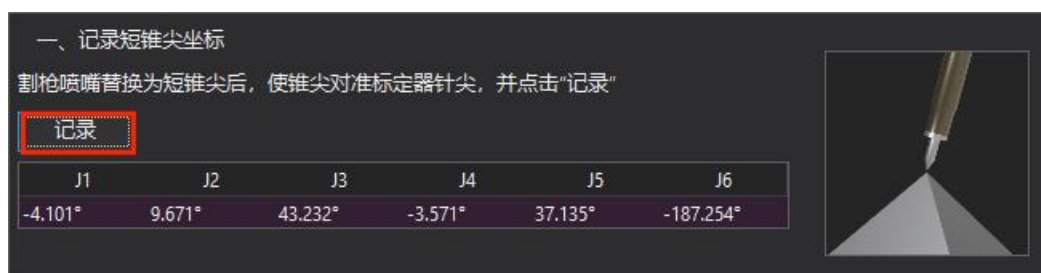 一、记录短锥尖坐标
割枪喷嘴替换为短锥尖后，使锥尖对准标定器针尖，并点击“记录”
记录
J1 J2 J3 J4 J5 J6
-4.101° 9.671° 43.232° -3.571° 37.135° -187.254°